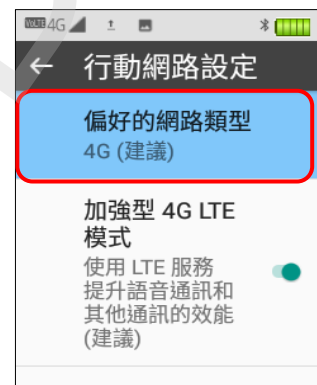 VoLTE 4G
行動網路設定
偏好的網路類型
4G (建議)
加強型 4G LTE
模式
使用 LTE 服務
提升語音通訊和
其他通訊的效能
(建議)